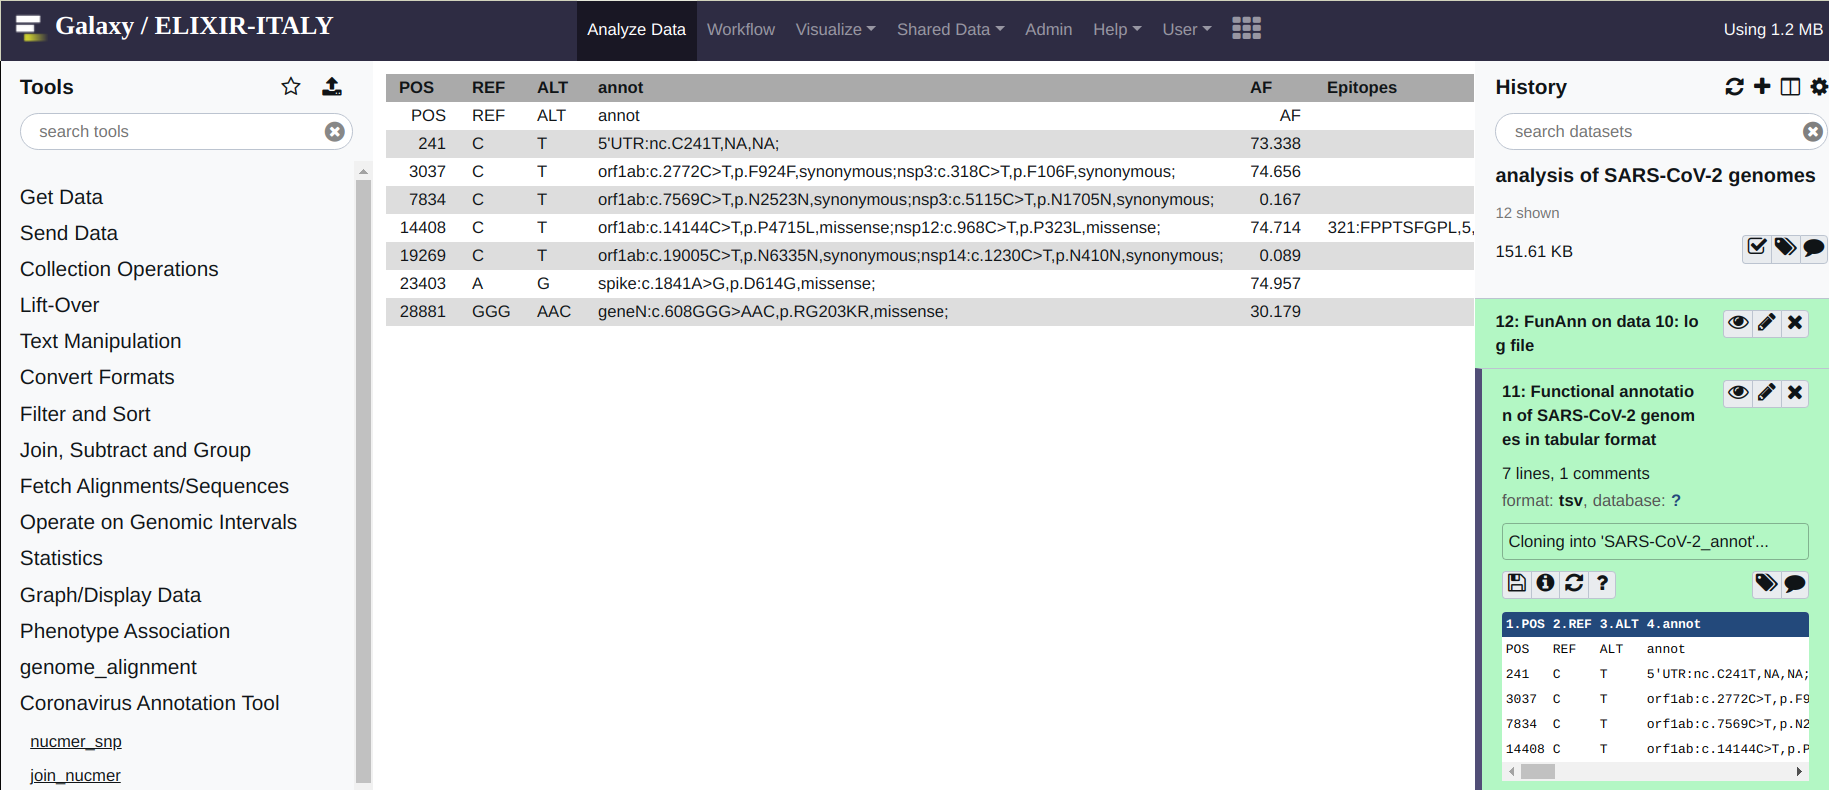 Galaxy / ELIXIR-ITALY
Analyze Data Workflow Visualize Shared Data Admin Help User
Using 1.2 MB
Tools
search tools
Get Data
Send Data
Collection Operations
Lift-Over
Text Manipulation
Convert Formats
Filter and Sort
Join, Subtract and Group
Fetch Alignments/Sequences
Operate on Genomic Intervals
Statistics
Graph/Display Data
Phenotype Association
genome_alignment
Coronavirus Annotation Tool
nucmer_snp
join_nucmer
POS REF ALT annot AF Epitopes
POS REF ALT annot AF
241 C T 5'UTR:nc.C241T,NA,NA; 73.338
3037 C T orf1ab:c.2772C>T,p.F924F,synonymous;nsp3:c.318C>T,p.F106F,synonymous; 74.656
7834 C T orf1ab:c.7569C>T,p.N2523N,synonymous;nsp3:c.5115C>T,p.N1705N,synonymous; 0.167
14408 C T orf1ab:c.14144C>T,p.P4715L,missense;nsp12:c.968C>T,p.P323L,missense; 74.714 321:FPPTSFGPL,5,
19269 C T orf1ab:c.19005C>T,p.N6335N,synonymous;nsp14:c.1230C>T,p.N410N,synonymous; 0.089
23403 A G spike:c.1841A>G,p.D614G,missense; 74.957
28881 GGG AAC geneN:c.608GGG>AAC,p.RG203KR,missense; 30.179
History
search datasets
analysis of SARS-CoV-2 genomes
12 shown
151.61 KB
12: FunAnn on data 10: lo
g file
11: Functional annotatio
n of SARS-CoV-2 genom
es in tabular format
7 lines, 1 comments
format: tsv, database: ?
Cloning into 'SARS-CoV-2_annot'...
?
1.POS 2.REF 3.ALT 4.annot
POS REF ALT annot
241 C T 5'UTR:nc.C241T,NA,NA;
3037 C T orf1ab:c.2772C>T,p.F9
7834 C T orf1ab:c.7569C>T,p.N2
14408 C T orf1ab:c.14144C>T,p.P